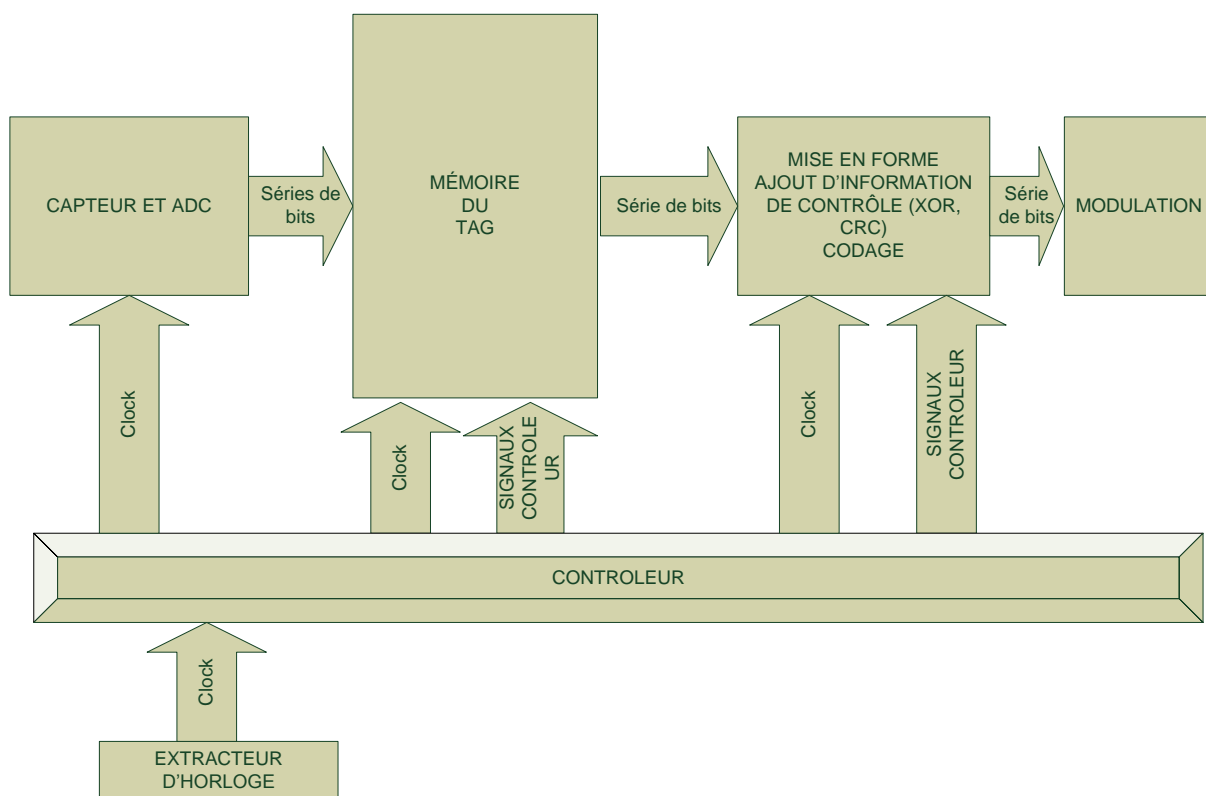 CAPTEUR ET ADC
Séries de
bits
MÉMOIRE
DU
TAG
Série de bits
MISE EN FORME
AJOUT D'INFORMATION
DE CONTRÔLE (XOR,
CRC)
CODAGE
Série
de bits
MODULATION
Clock
Clock
SIGNAUX
CONTROLE
UR
Clock
SIGNAUX
CONTROLEUR
CONTROLEUR
Clock
EXTRACTEUR
D'HORLOGE